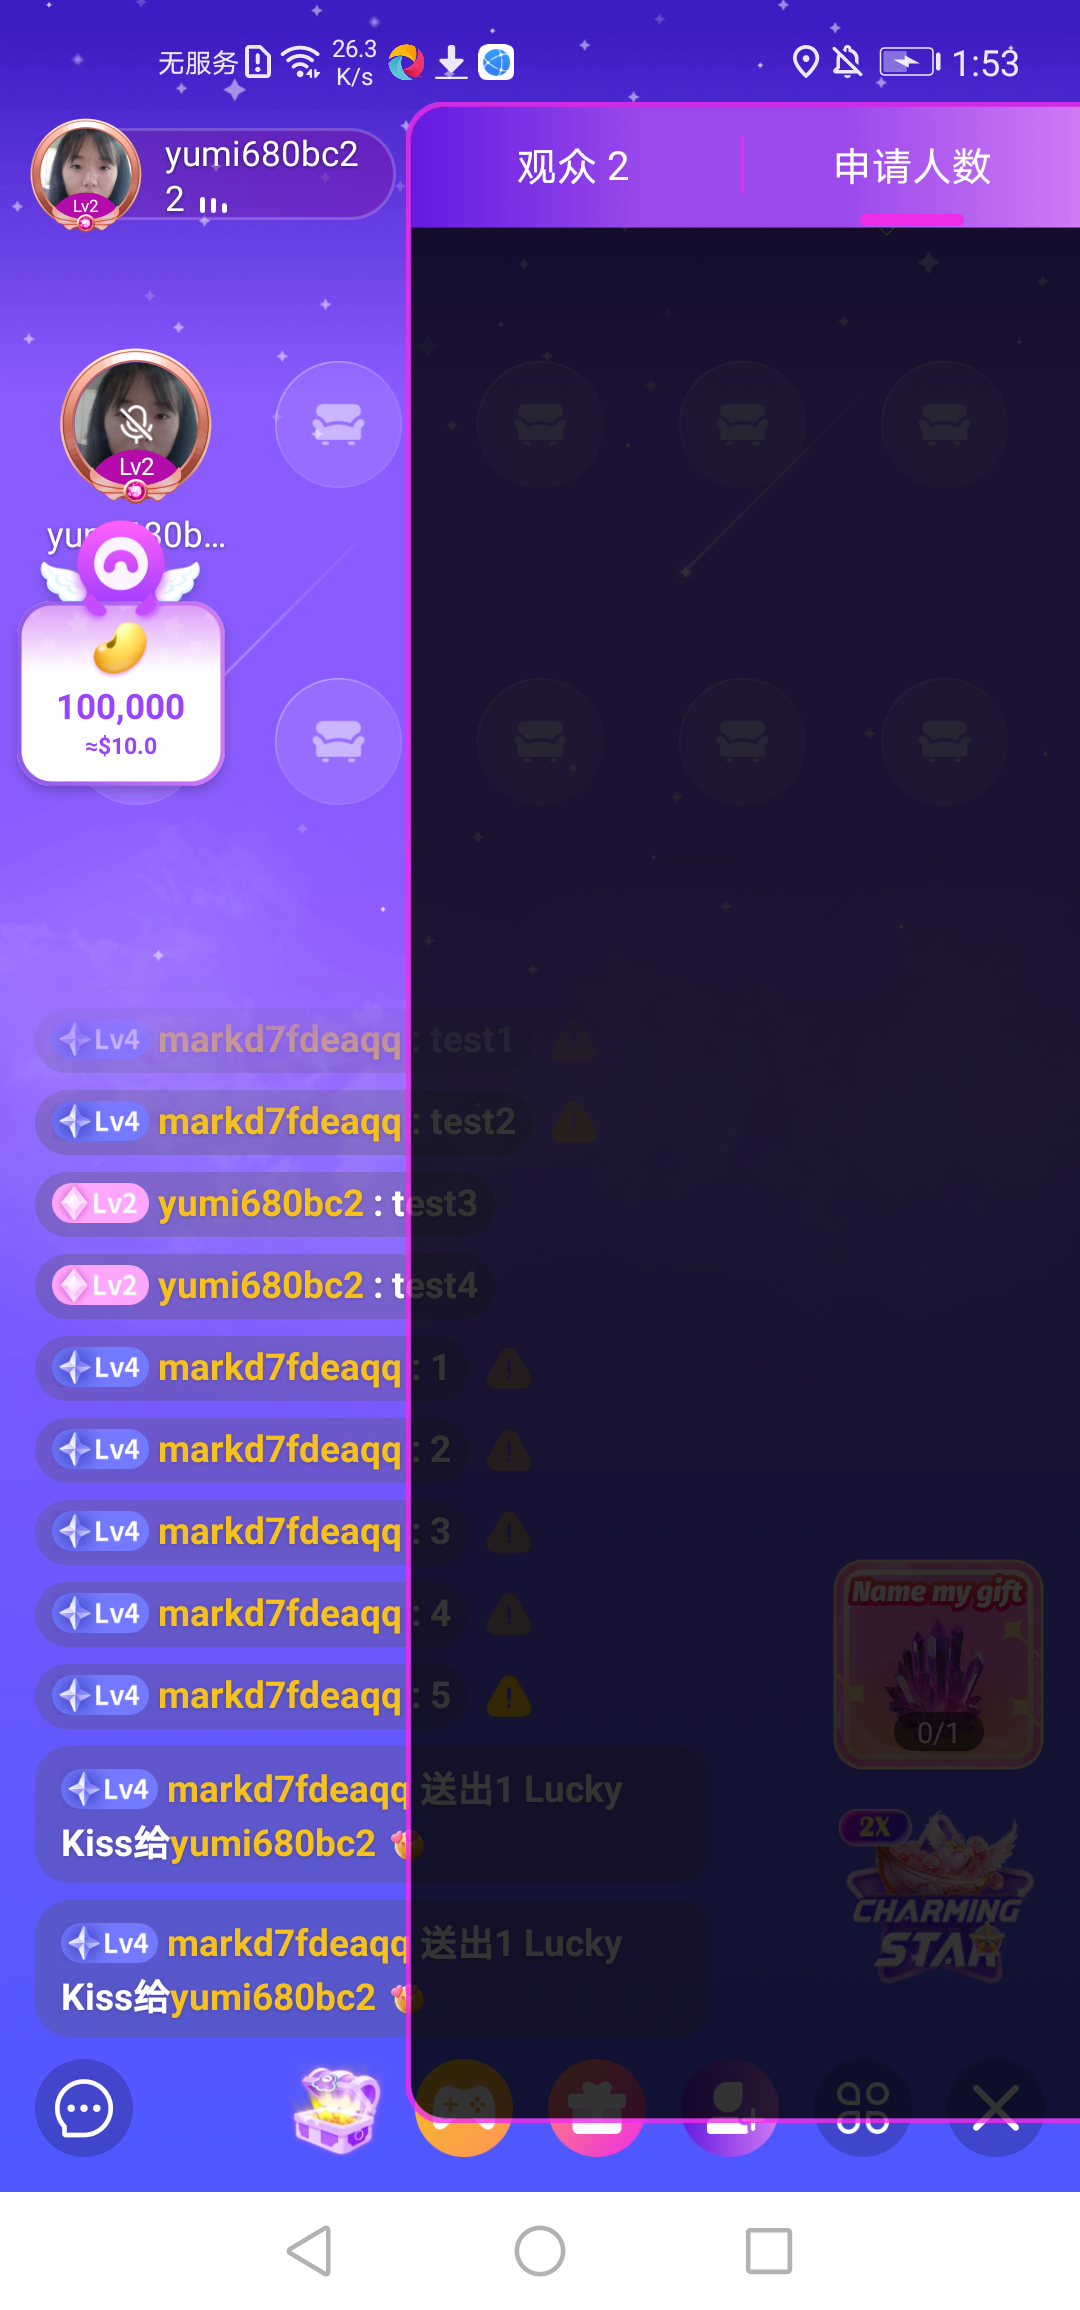 无服务
26.3
K/s
1:53
yumi680bc2
2
Lv2
观众 2
申请人数
Lv2
yumi680b...
100,000
≈$10.0
Lv4 markd7fdeaqq : test1
Lv4 markd7fdeaqq : test2
Lv2 yumi680bc2 : test3
Lv2 yumi680bc2 : test4
Lv4 markd7fdeaqq : 1
Lv4 markd7fdeaqq : 2
Lv4 markd7fdeaqq : 3
Lv4 markd7fdeaqq : 4
Lv4 markd7fdeaqq : 5
Name my gift
0/1
Lv4 markd7fdeaqq 送出1 Lucky
Kiss给yumi680bc2
2X
CHARMING
STAR
Lv4 markd7fdeaqq 送出1 Lucky
Kiss给yumi680bc2